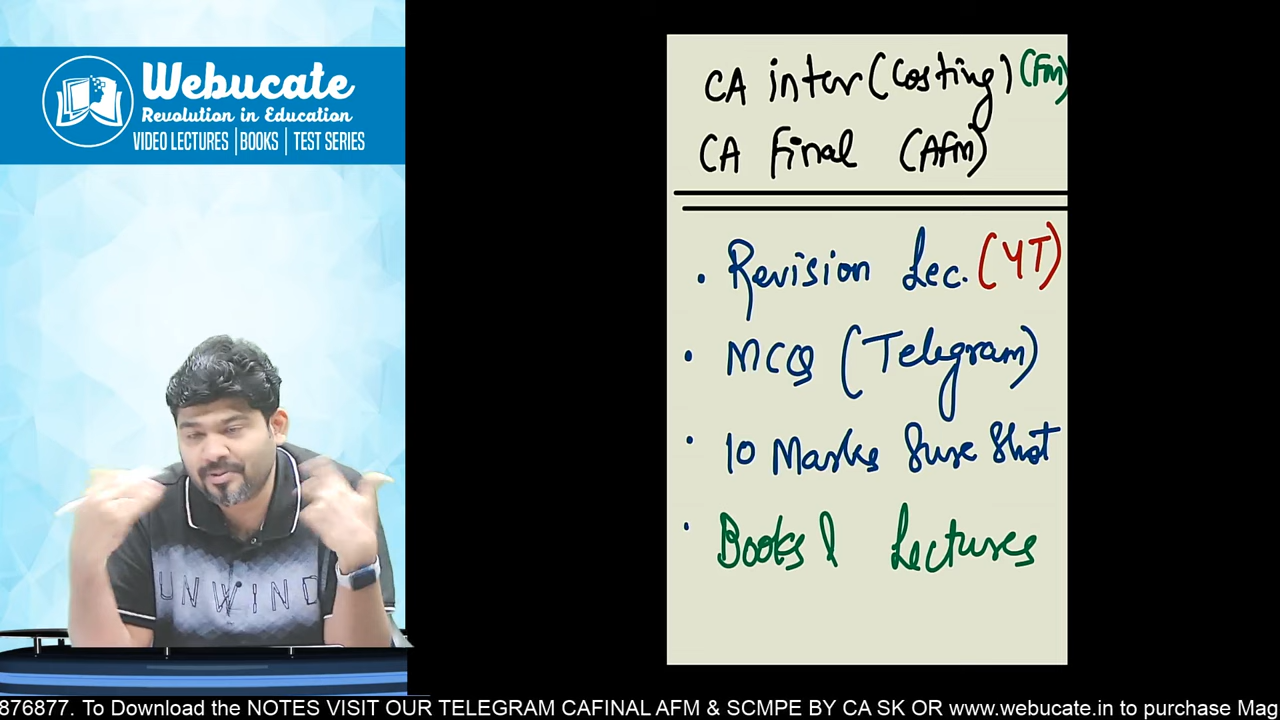 Webucate
Revolution in Education
VIDEO LECTURES | BOOKS | TEST SERIES
CA inter (Costing) (Fm)
CA Final (AFm)
• Revision Lec. (YT)
• MCQ (Telegram)
• 10 Marks Sure Shot
• Books & Lectures
UNWIND
876877. To Download the NOTES VISIT OUR TELEGRAM CAFINAL AFM & SCMPE BY CA SK OR www.webucate.in to purchase Mag